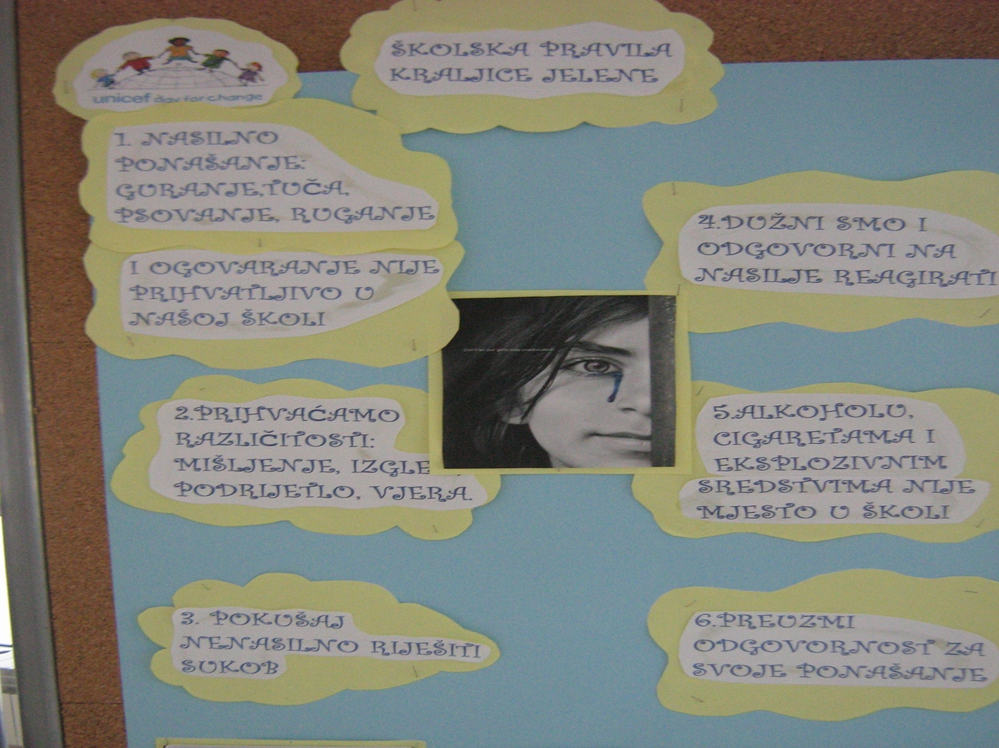 unicef day for change
ŠKOLSKA PRAVILA
KRALJICE JELENE
1. NASILNO
PONAŠANJE:
GURANJE,TUČA,
PSOVANJE, RUGANJE
I OGOVARANJE NIJE
PRIHVATLJIVO U
NAŠOJ ŠKOLI
2.PRIHVAĆAMO
RAZLIČITOSTI:
MIŠLJENJE, IZGLE
PODRIJETLO, VJERA.
3. POKUŠAJ
NENASILNO RIJEŠITI
SUKOB
4.DUŽNI SMO I
ODGOVORNI NA
NASILJE REAGIRATI
5.ALKOHOLU,
CIGARETAMA I
EKSPLOZIVNIM
SREDSTVIMA NIJE
MJESTO U ŠKOLI
6.PREUZMI
ODGOVORNOST ZA
SVOJE PONAŠANJE